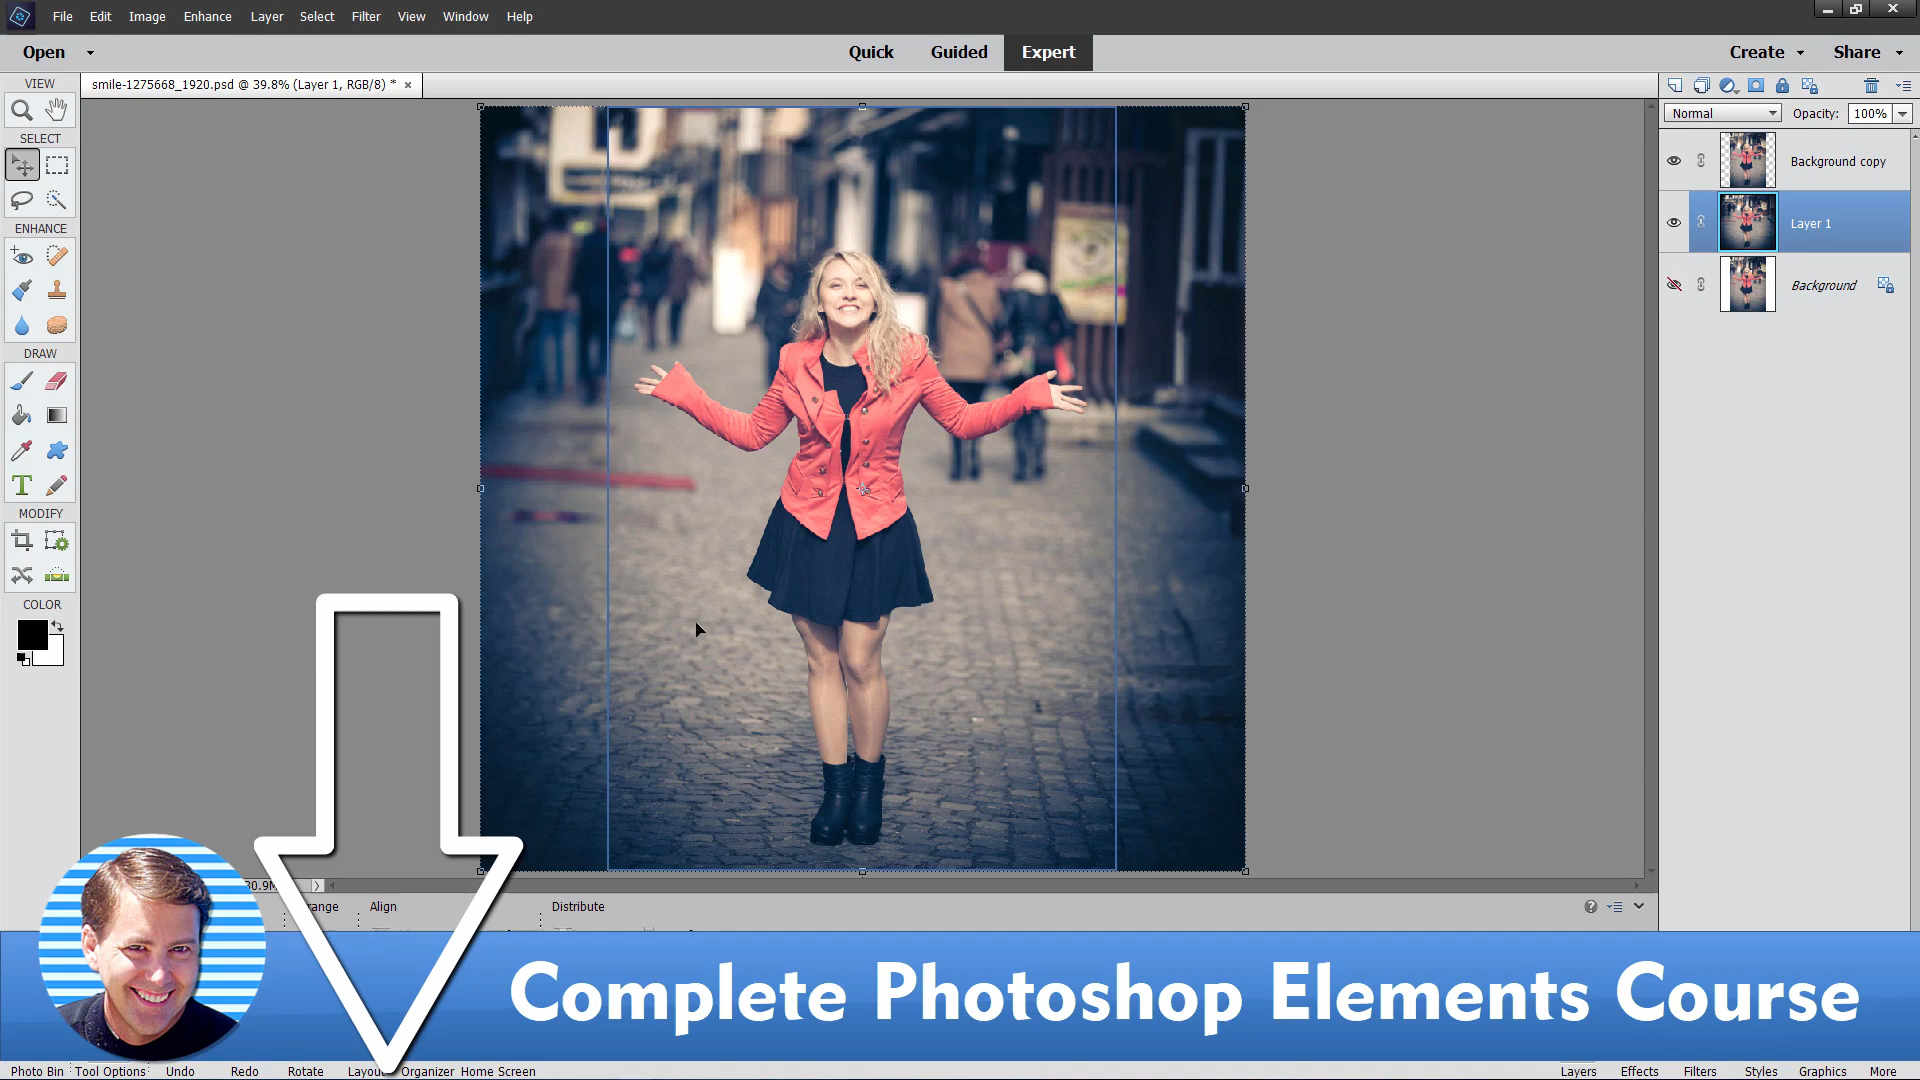 File Edit Image Enhance Layer Select Filter View Window Help
Open Quick Guided Expert Create Share
VIEW
smile-1275668_1920.psd @ 39.8% (Layer 1, RGB/8) * ×
Normal Opacity: 100%
SELECT
Background copy
Layer 1
ENHANCE
Background
DRAW
T
MODIFY
COLOR
Align Distribute
Complete Photoshop Elements Course
Photo Bin Tool Options Undo Redo Rotate Organizer Home Screen Layers Effects Filters Styles Graphics More